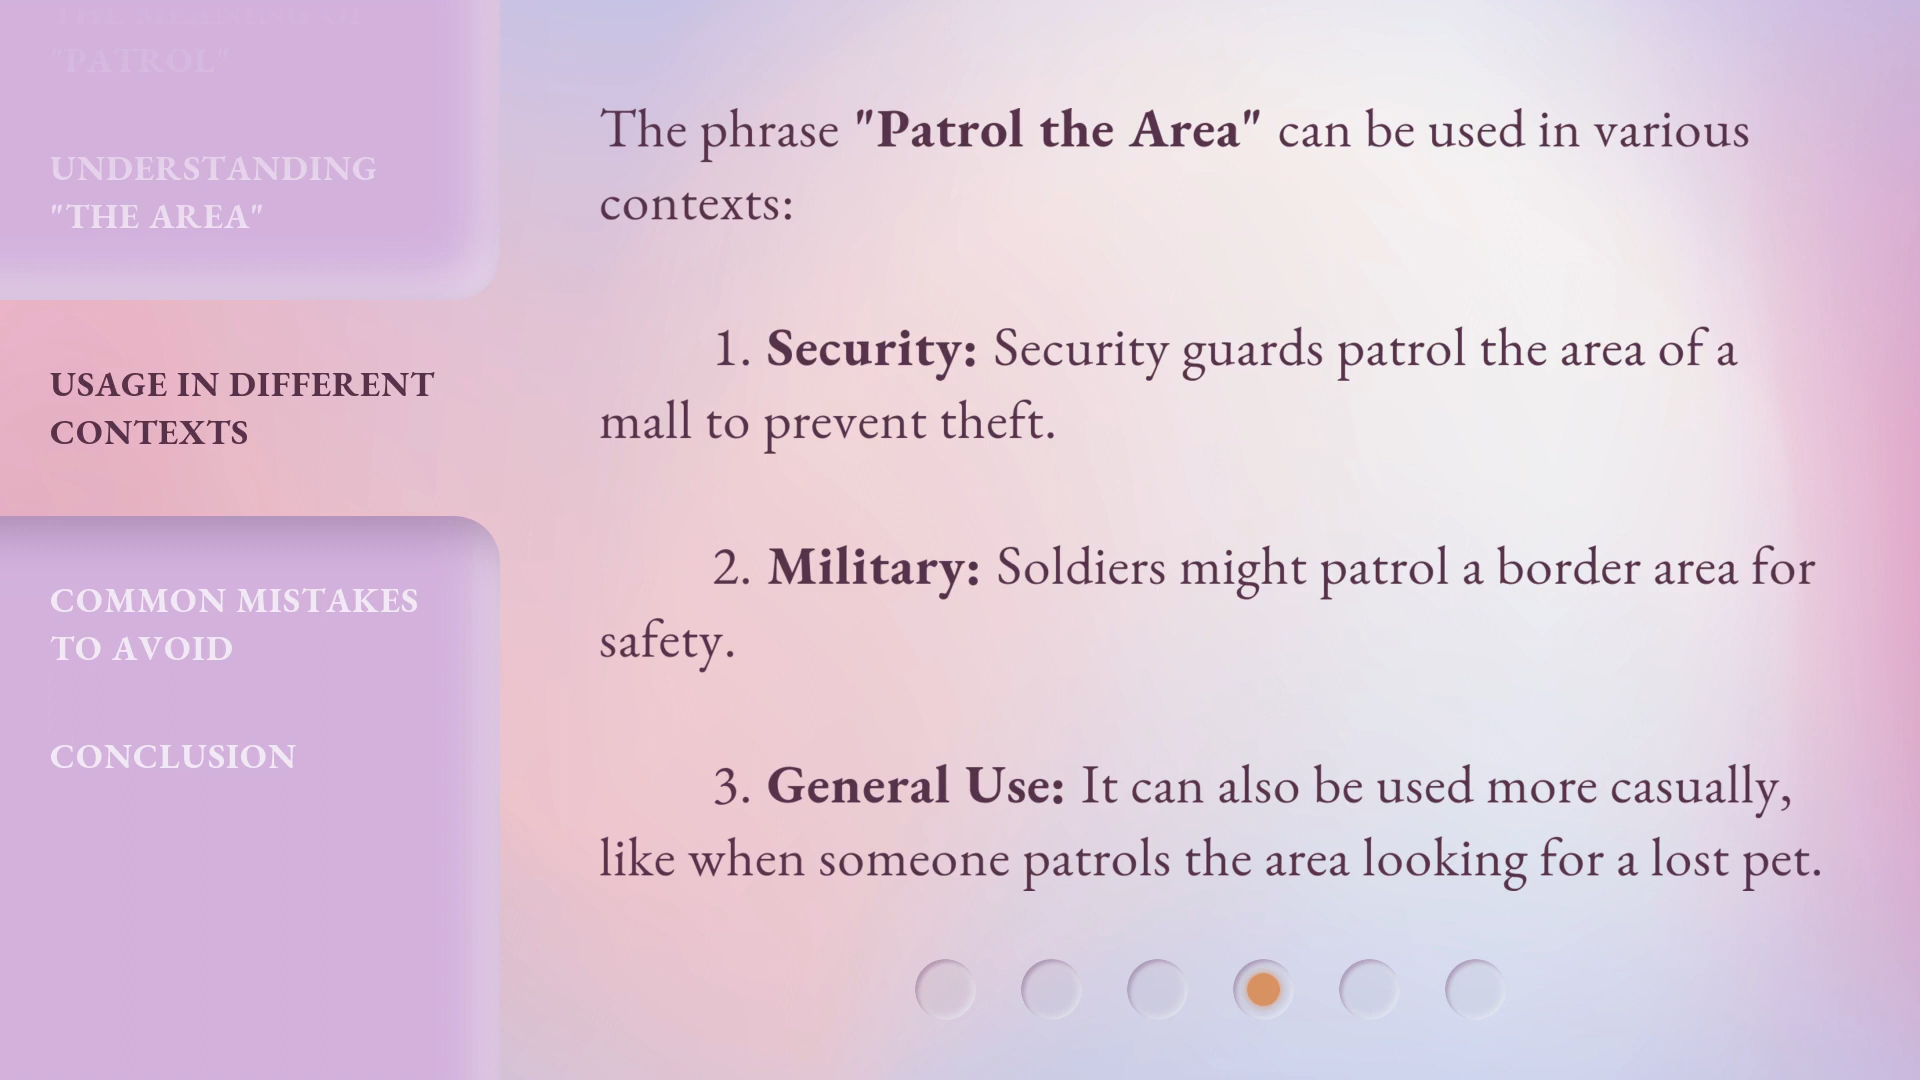 THE MEANING OF
"PATROL"
UNDERSTANDING
"THE AREA"
USAGE IN DIFFERENT
CONTEXTS
COMMON MISTAKES
TO AVOID
CONCLUSION
The phrase "Patrol the Area" can be used in various
contexts:
1. Security: Security guards patrol the area of a
mall to prevent theft.
2. Military: Soldiers might patrol a border area for
safety.
3. General Use: It can also be used more casually,
like when someone patrols the area looking for a lost pet.